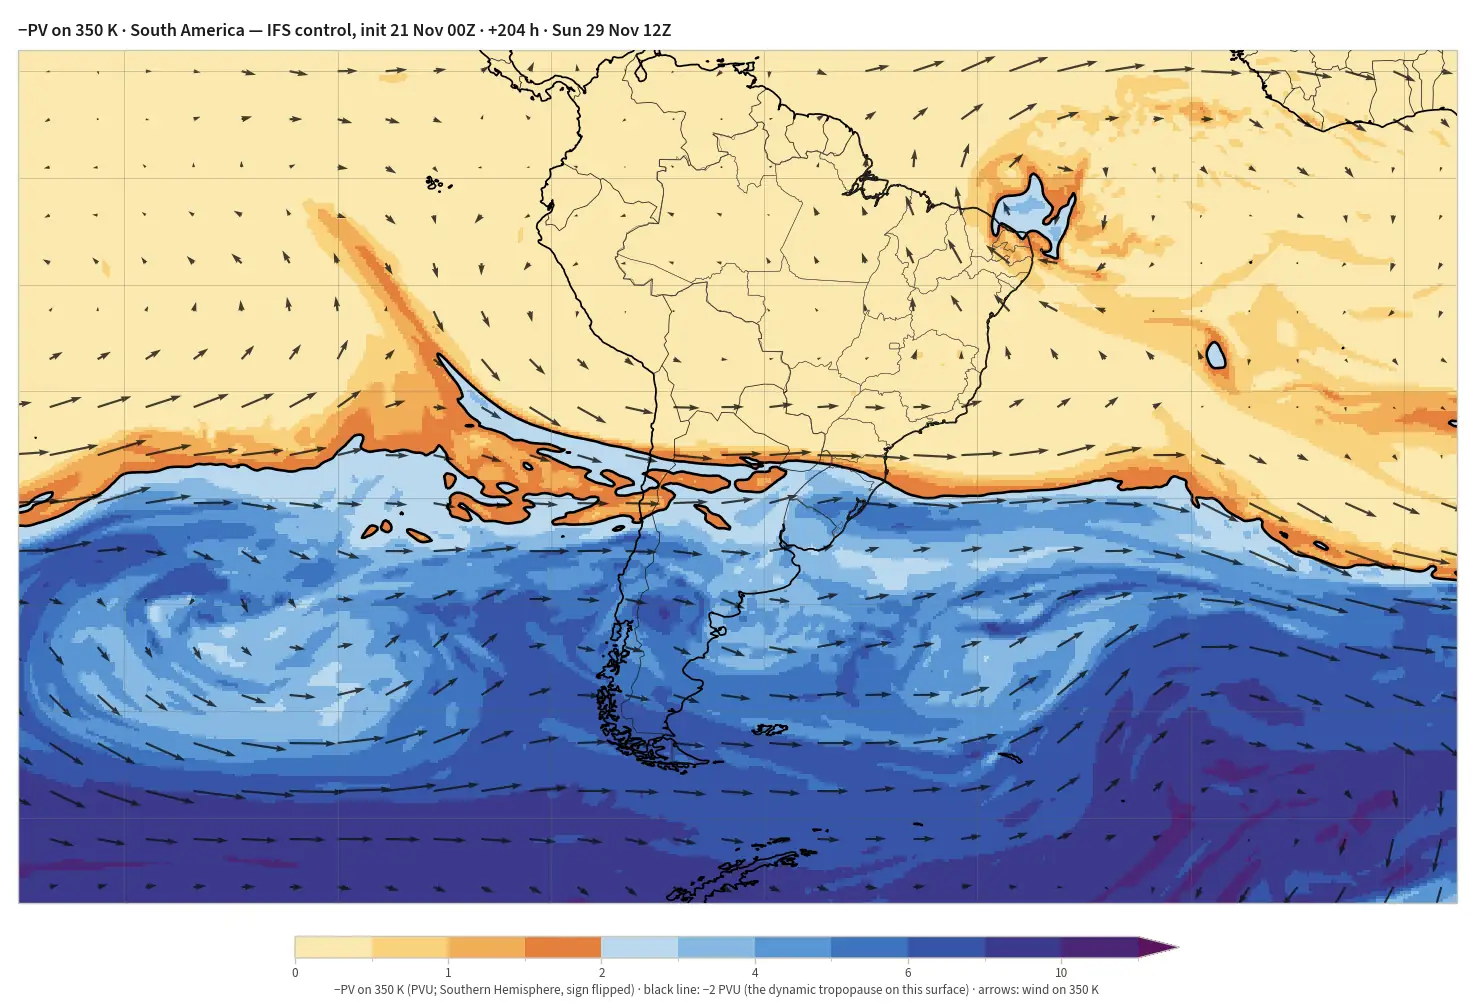 −PV on 350 K · South America — IFS control, init 21 Nov 00Z · +204 h · Sun 29 Nov 12Z
0 1 2 4 6 10
−PV on 350 K (PVU; Southern Hemisphere, sign flipped) · black line: −2 PVU (the dynamic tropopause on this surface) · arrows: wind on 350 K